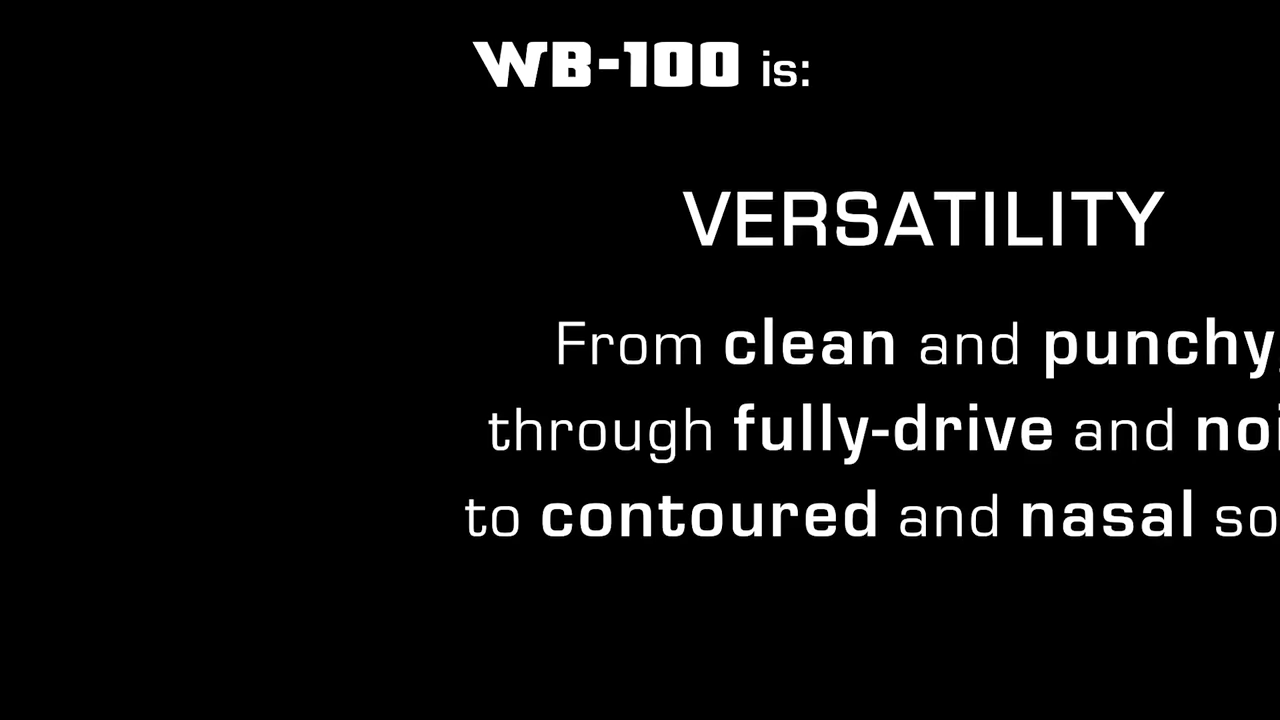 WB-100 is:
VERSATILITY
From clean and punchy,
through fully-drive and
to contoured and nasal